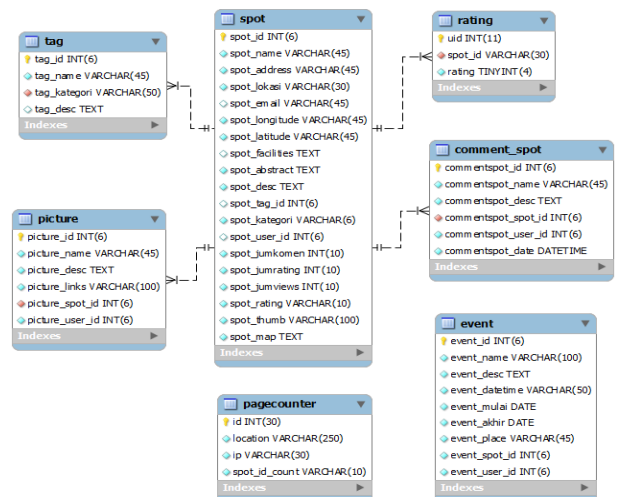 tag
tag_id INT(6)
tag_name VARCHAR(45)
tag_kategori VARCHAR(50)
tag_desc TEXT
Indexes
spot
spot_id INT(6)
spot_name VARCHAR(45)
spot_address VARCHAR(45)
spot_lokasi VARCHAR(30)
spot_email VARCHAR(45)
spot_longitude VARCHAR(45)
spot_latitude VARCHAR(45)
spot_facilities TEXT
spot_abstract TEXT
spot_desc TEXT
spot_tag_id INT(6)
spot_kategori VARCHAR(6)
spot_user_id INT(6)
spot_jumkomen INT(10)
spot_jumrating INT(10)
spot_jumviews INT(10)
spot_rating VARCHAR(10)
spot_thumb VARCHAR(100)
spot_map TEXT
Indexes
rating
uid INT(11)
spot_id VARCHAR(30)
rating TINYINT(4)
Indexes
comment_spot
commentspot_id INT(6)
commentspot_name VARCHAR(45)
commentspot_desc TEXT
commentspot_spot_id INT(6)
commentspot_user_id INT(6)
commentspot_date DATETIME
Indexes
picture
picture_id INT(6)
picture_name VARCHAR(45)
picture_desc TEXT
picture_links VARCHAR(100)
picture_spot_id INT(6)
picture_user_id INT(6)
Indexes
pagecounter
id INT(30)
location VARCHAR(250)
ip VARCHAR(30)
spot_id_count VARCHAR(10)
Indexes
event
event_id INT(6)
event_name VARCHAR(100)
event_desc TEXT
event_datetime VARCHAR(50)
event_mulai DATE
event_akhir DATE
event_place VARCHAR(45)
event_spot_id INT(6)
event_user_id INT(6)
Indexes